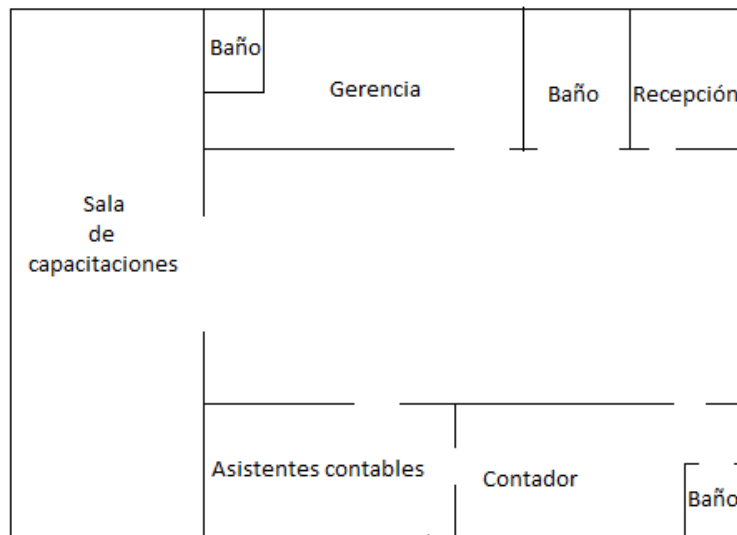 Baño
Gerencia
Baño
Recepción
Sala
de
capacitaciones
Asistentes contables
Contador
Baño